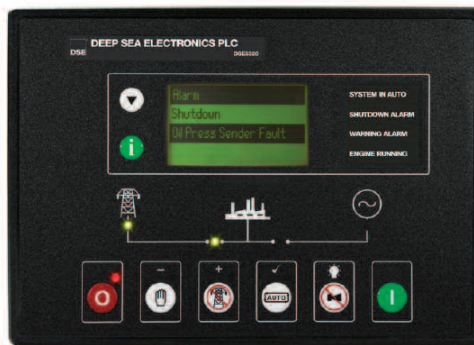 DEEP SEA ELECTRONICS PLC
DSE
DSE5520
Alarm
Shutdown
Oil Press Sender Fault
SYSTEM IN AUTO
SHUTDOWN ALARM
WARNING ALARM
ENGINE RUNNING
i
− + ✓
O AUTO I